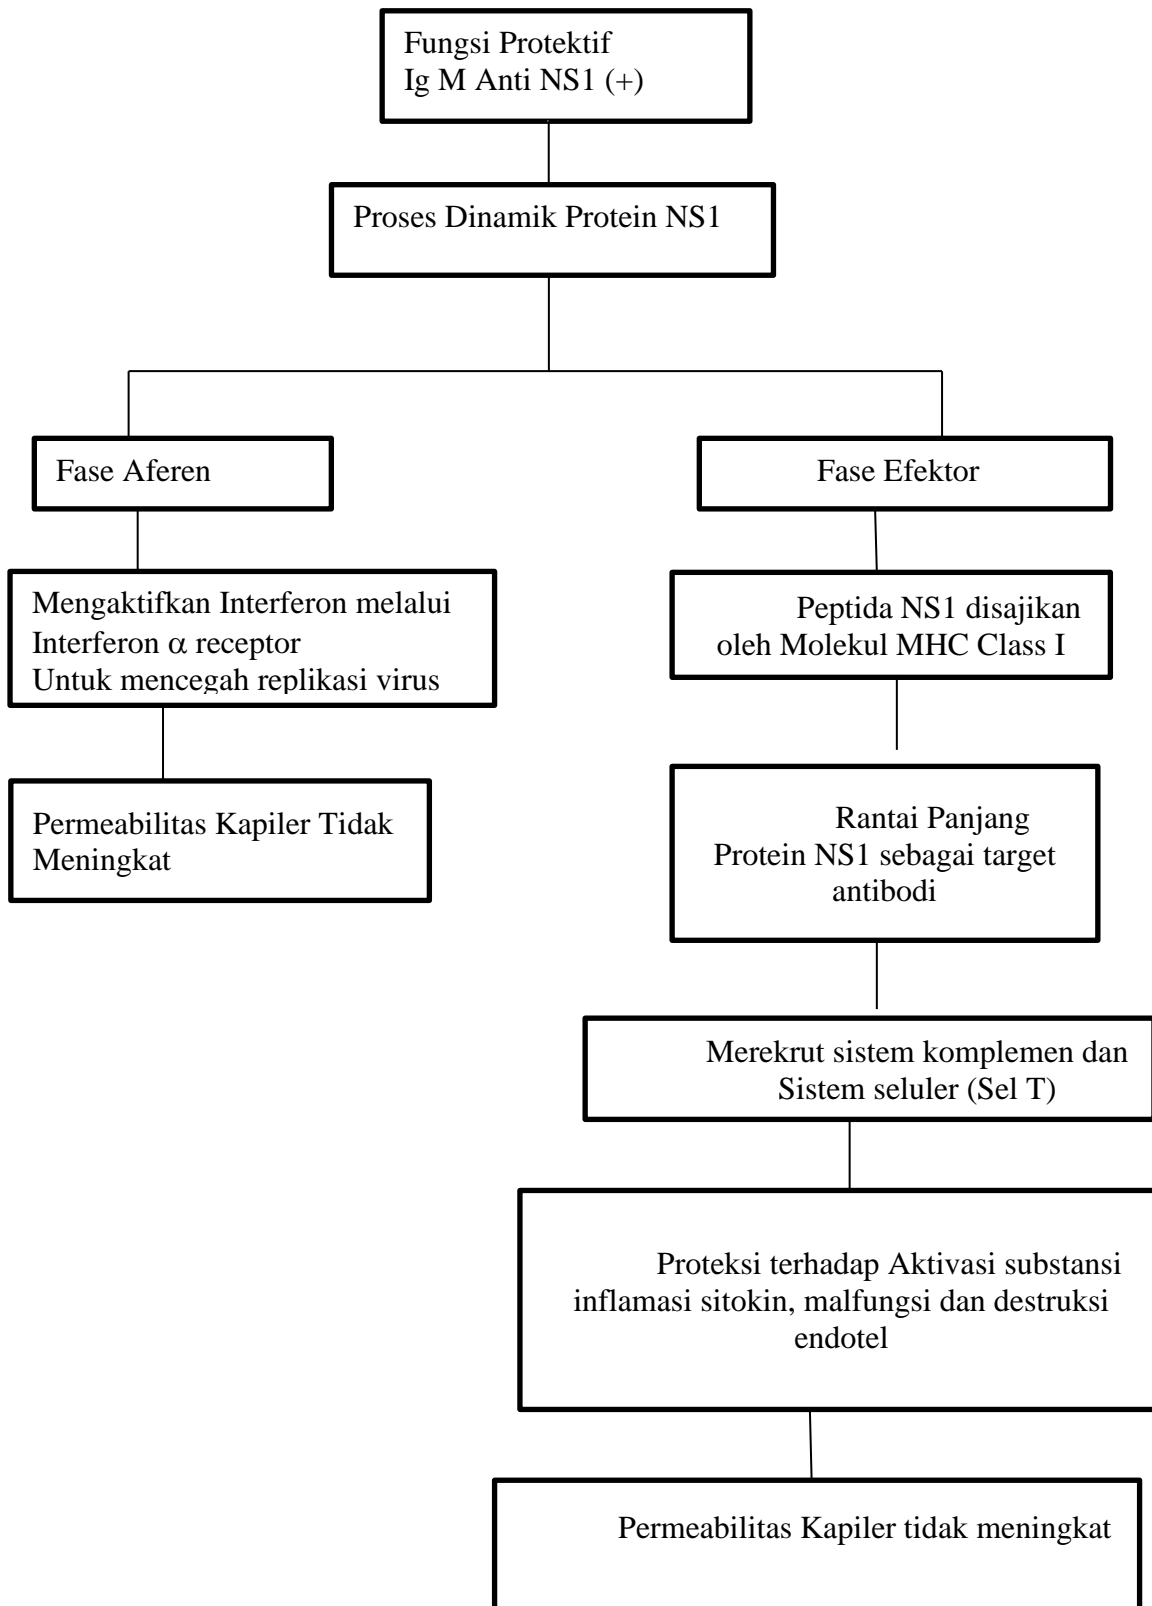 Fungsi Protektif
Ig M Anti NS1 (+)
Proses Dinamik Protein NS1
Fase Aferen
Fase Efektor
Mengaktifkan Interferon melalui
Interferon α receptor
Untuk mencegah replikasi virus
Peptida NS1 disajikan
oleh Molekul MHC Class I
Permeabilitas Kapiler Tidak
Meningkat
Rantai Panjang
Protein NS1 sebagai target
antibodi
Merekrut sistem komplemen dan
Sistem seluler (Sel T)
Proteksi terhadap Aktivasi substansi
inflamasi sitokin, malfungsi dan destruksi
endotel
Permeabilitas Kapiler tidak meningkat